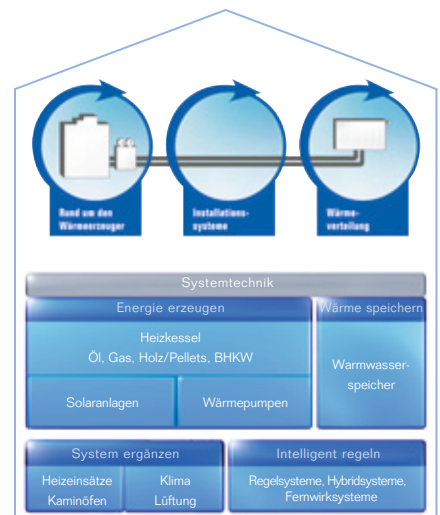 Rund um den
Wärmeerzeuger
Installations-
systeme
Wärme-
verteilung
Systemtechnik
Energie erzeugen
Heizkessel
Öl, Gas, Holz/Pellets, BHKW
Solaranlagen
Wärmepumpen
Wärme speichern
Warmwasser-
speicher
System ergänzen
Heizeinsätze
Kaminöfen
Klima
Lüftung
Intelligent regeln
Regelsysteme, Hybridsysteme,
Fernwirksysteme